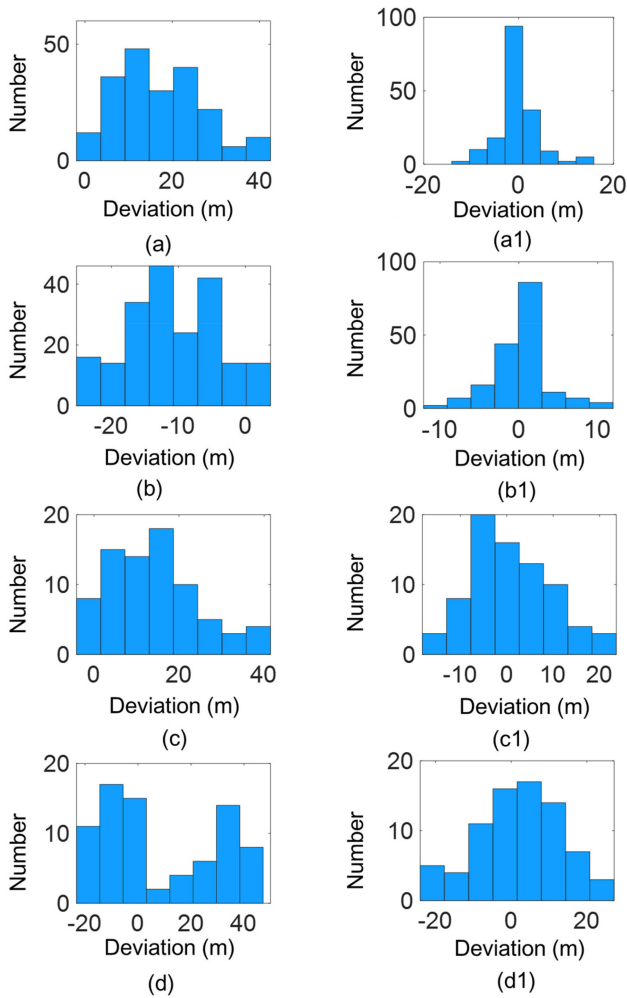 50
0
Number
0 20 40
Deviation (m)
(a)
100
50
0
Number
-20 0 20
Deviation (m)
(a1)
40
20
0
Number
-20 -10 0
Deviation (m)
(b)
100
50
0
Number
-10 0 10
Deviation (m)
(b1)
20
10
0
Number
0 20 40
Deviation (m)
(c)
20
10
0
Number
-10 0 10 20
Deviation (m)
(c1)
20
10
0
Number
-20 0 20 40
Deviation (m)
(d)
20
10
0
Number
-20 0 20
Deviation (m)
(d1)